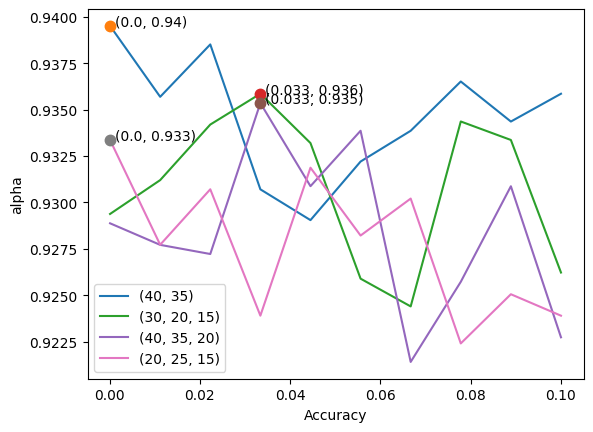 0.9400
(0.0, 0.94)
0.9375
(0.033, 0.936)
(0.033, 0.935)
0.9350
(0.0, 0.933)
0.9325
alpha
0.9300
0.9275
0.9250
0.9225
(40, 35)
(30, 20, 15)
(40, 35, 20)
(20, 25, 15)
0.00 0.02 0.04 0.06 0.08 0.10
Accuracy